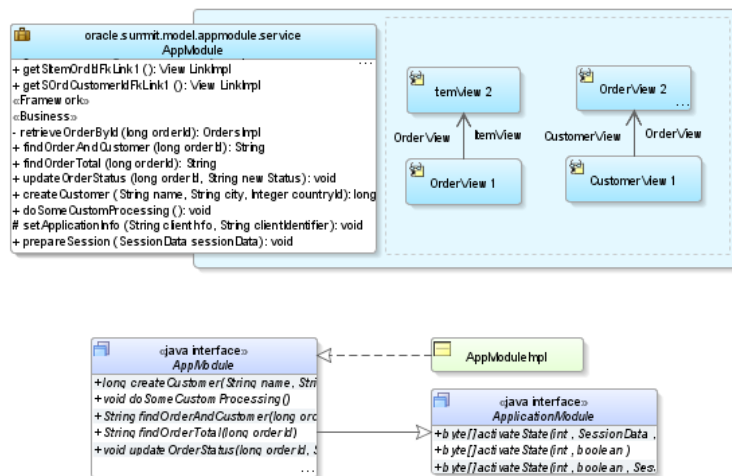 oracle.summit.model.appmodule.service
AppModule
...
+ getSItemOrdIdFkLink1 (): ViewLinkImpl
+ getSOrdCustomerIdFkLink1 (): ViewLinkImpl
«Framework»
«Business»
- retrieveOrderById (long orderId): OrdersImpl
+ findOrderAndCustomer (long orderId): String
+ findOrderTotal (long orderId): String
+ updateOrderStatus (long orderId, String newStatus): void
+ createCustomer (String name, String city, Integer countryId): long
+ doSomeCustomProcessing (): void
# setApplicationInfo (String clientInfo, String clientIdentifier): void
+ prepareSession (SessionData sessionData): void
temView 2
OrderView
ItemView
OrderView 1
OrderView 2
...
CustomerView
OrderView
CustomerView 1
«java interface»
AppModule
+long createCustomer(String name, Stri
+void doSomeCustomProcessing()
+String findOrderAndCustomer(long ord
+String findOrderTotal(long orderId)
+void updateOrderStatus(long orderId, S
...
AppModuleImpl
«java interface»
ApplicationModule
+byte[] activateState(int , SessionData ,
+byte[] activateState(int , boolean )
+byte[] activateState(int , boolean , Ses